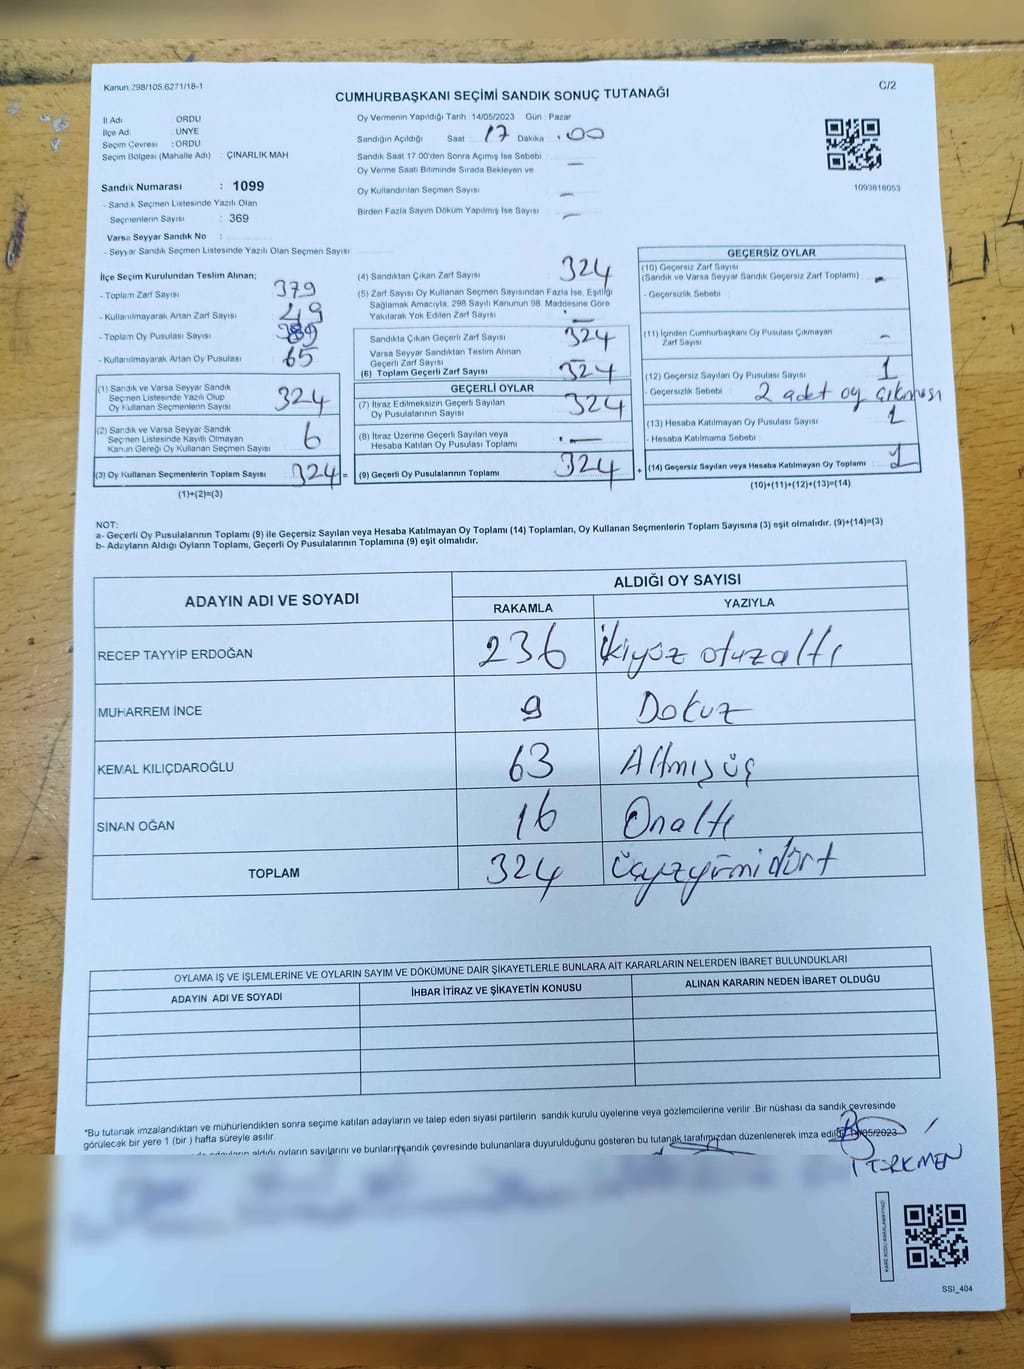 Kanun: 298/105,6271/18-1
C/2
CUMHURBAŞKANI SEÇİMİ SANDIK SONUÇ TUTANAĞI
İl Adı ORDU
İlçe Ad ÜNYE
Seçim Çevresi : ORDU
Seçim Bölgesi (Mahalle Adı) : ÇINARLIK MAH
Sandık Numarası : 1099
- Sandık Seçmen Listesinde Yazılı Olan
Seçmenlerin Sayısı : 369
Varsa Seyyar Sandık No :
- Seyyar Sandık Seçmen Listesinde Yazılı Olan Seçmen Sayısı
Oy Vermenin Yapıldığı Tarih : 14/05/2023 Gün : Pazar
Sandığın Açıldığı Saat 17 Dakika .00
Sandık Saat 17.00'den Sonra Açımış İse Sebebi
Oy Verme Saati Bitiminde Sırada Bekleyen ve —
Oy Kullandırılan Seçmen Sayısı —
Birden Fazla Sayım Döküm Yapılmış İse Sayısı —
1093818053
İlçe Seçim Kurulundan Teslim Alınan;
- Toplam Zarf Sayısı 379
- Kullanılmayarak Artan Zarf Sayısı 49
- Toplam Oy Pusulası Sayısı
- Kullanılmayarak Artan Oy Pusulası 65
(1) Sandık ve Varsa Seyyar Sandık
Seçmen Listesinde Yazılı Olup
Oy Kullanan Seçmenlerin Sayısı 324
(2) Sandık ve Varsa Seyyar Sandık
Seçmen Listesinde Kayıtlı Olmayan
Kanun Gereği Oy Kullanan Seçmen Sayısı 6
(3) Oy Kullanan Seçmenlerin Toplam Sayısı 324 =
(1)+(2)=(3)
(4) Sandıktan Çıkan Zarf Sayısı 324
(5) Zarf Sayısı Oy Kullanan Seçmen Sayısından Fazla İse, Eşitliği
Sağlamak Amacıyla, 298 Sayılı Kanunun 98. Maddesine Göre
Yakılarak Yok Edilen Zarf Sayısı —
Sandıkta Çıkan Geçerli Zarf Sayısı 324
Varsa Seyyar Sandıktan Teslim Alınan
Geçerli Zarf Sayısı
(6) Toplam Geçerli Zarf Sayısı 324
GEÇERLİ OYLAR
(7) İtiraz Edilmeksizin Geçerli Sayılan
Oy Pusulalarının Sayısı 324
(8) İtiraz Üzerine Geçerli Sayılan veya
Hesaba Katılan Oy Pusulası Toplamı —
(9) Geçerli Oy Pusulalarının Toplamı 324 +
GEÇERSİZ OYLAR
(10) Geçersiz Zarf Sayısı
(Sandık ve Varsa Seyyar Sandık Geçersiz Zarf Toplamı) -
- Geçersizlik Sebebi
(11) İçinden Cumhurbaşkanı Oy Pusulası Çıkmayan
Zarf Sayısı -
(12) Geçersiz Sayılan Oy Pusulası Sayısı 1
- Geçersizlik Sebebi 2 adet oy çıkması
(13) Hesaba Katılmayan Oy Pusulası Sayısı 1
- Hesaba Katılmama Sebebi
(14) Geçersiz Sayılan veya Hesaba Katılmayan Oy Toplamı 1
(10)+(11)+(12)+(13)=(14)
NOT:
a- Geçerli Oy Pusulalarının Toplamı (9) ile Geçersiz Sayılan veya Hesaba Katılmayan Oy Toplamı (14) Toplamları, Oy Kullanan Seçmenlerin Toplam Sayısına (3) eşit olmalıdır. (9)+(14)=(3)
b- Adayların Aldığı Oyların Toplamı, Geçerli Oy Pusulalarının Toplamına (9) eşit olmalıdır.
ADAYIN ADI VE SOYADI
ALDIĞI OY SAYISI
RAKAMLA YAZIYLA
RECEP TAYYİP ERDOĞAN 236 ikiyüz otuzaltı
MUHARREM İNCE 9 Dokuz
KEMAL KILIÇDAROĞLU 63 Altmışüç
SİNAN OĞAN 16 Onaltı
TOPLAM 324 üçyüzyirmidört
OYLAMA İŞ VE İŞLEMLERİNE VE OYLARIN SAYIM VE DÖKÜMÜNE DAİR ŞİKAYETLERLE BUNLARA AİT KARARLARIN NELERDEN İBARET BULUNDUKLARI
ADAYIN ADI VE SOYADI İHBAR İTİRAZ VE ŞİKAYETİN KONUSU ALINAN KARARIN NEDEN İBARET OLDUĞU
*Bu tutanak imzalandıktan ve mühürlendikten sonra seçime katılan adayların ve talep eden siyasi partilerin sandık kurulu üyelerine veya gözlemcilerine verilir. Bir nüshası da sandık çevresinde
görülecek bir yere 1 (bir) hafta süreyle asılır.
aldığı oyların sayılarını ve bunların sandık çevresinde bulunanlara duyurulduğunu gösteren bu tutanak tarafımızdan düzenlenerek imza edildi. /05/2023
TÜRKMEN
KARE KODU KARALAMAYINIZ!
SSI_404